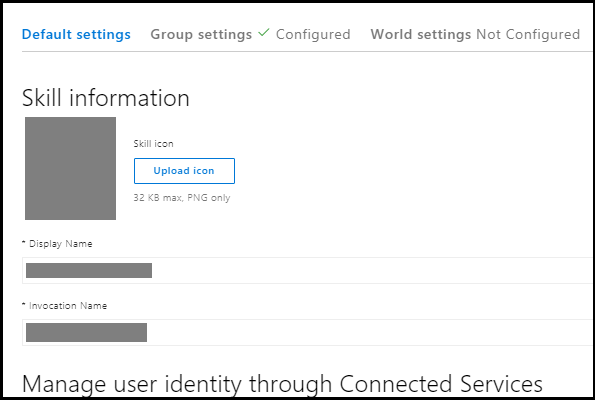 Default settings Group settings ✓ Configured World settings Not Configured
Skill information
Skill icon
Upload icon
32 KB max, PNG only
* Display Name
* Invocation Name
Manage user identity through Connected Services